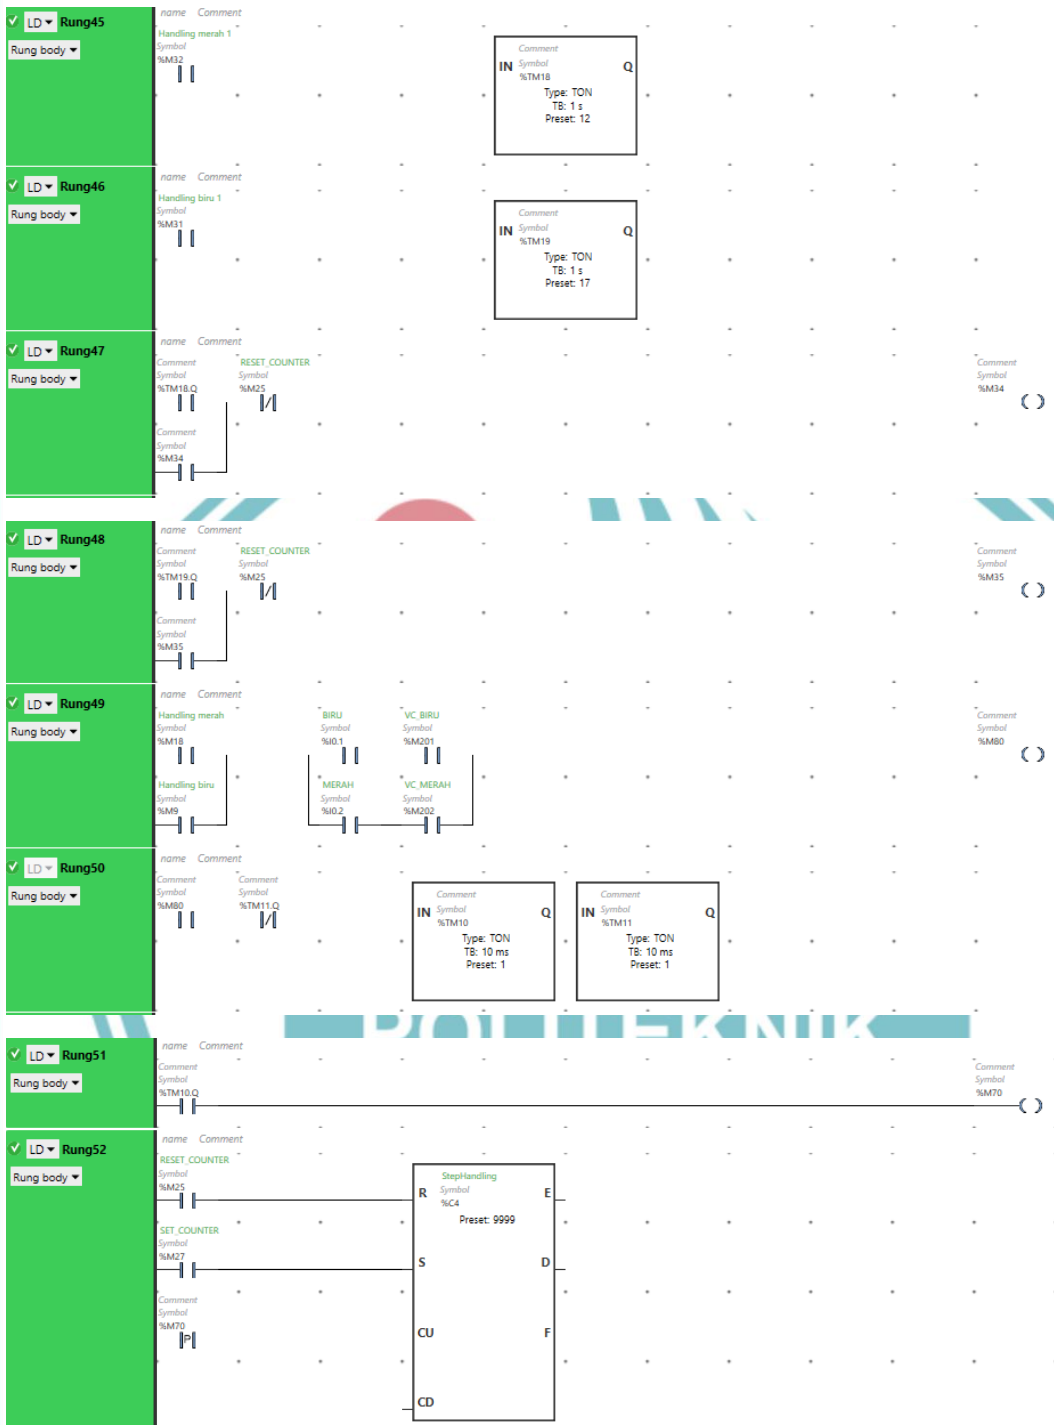 LD Rung45
Rung body
name Comment
Handling merah 1
Symbol
%M32
Comment
IN Symbol Q
%TM18
Type: TON
TB: 1 s
Preset: 12
LD Rung46
Rung body
name Comment
Handling biru 1
Symbol
%M31
Comment
IN Symbol Q
%TM19
Type: TON
TB: 1 s
Preset: 17
LD Rung47
Rung body
name Comment
Comment RESET_COUNTER Comment
Symbol Symbol Symbol
%TM18.Q %M25 %M34
Comment
Symbol
%M34
LD Rung48
Rung body
name Comment
Comment RESET_COUNTER Comment
Symbol Symbol Symbol
%TM19.Q %M25 %M35
Comment
Symbol
%M35
LD Rung49
Rung body
name Comment
Handling merah BIRU VC_BIRU Comment
Symbol Symbol Symbol Symbol
%M18 %I0.1 %M201 %M80
Handling biru MERAH VC_MERAH
Symbol Symbol Symbol
%M9 %I0.2 %M202
LD Rung50
Rung body
name Comment
Comment Comment
Symbol Symbol
%M80 %TM11.Q
Comment Comment
IN Symbol Q IN Symbol Q
%TM10 %TM11
Type: TON Type: TON
TB: 10 ms TB: 10 ms
Preset: 1 Preset: 1
POLITEKNIK
LD Rung51
Rung body
name Comment
Comment Comment
Symbol Symbol
%TM10.Q %M70
LD Rung52
Rung body
name Comment
RESET_COUNTER
Symbol
%M25
StepHandling
R Symbol E
%C4
Preset: 9999
SET_COUNTER
Symbol
%M27
S D
Comment
Symbol
%M70
P
CU F
CD